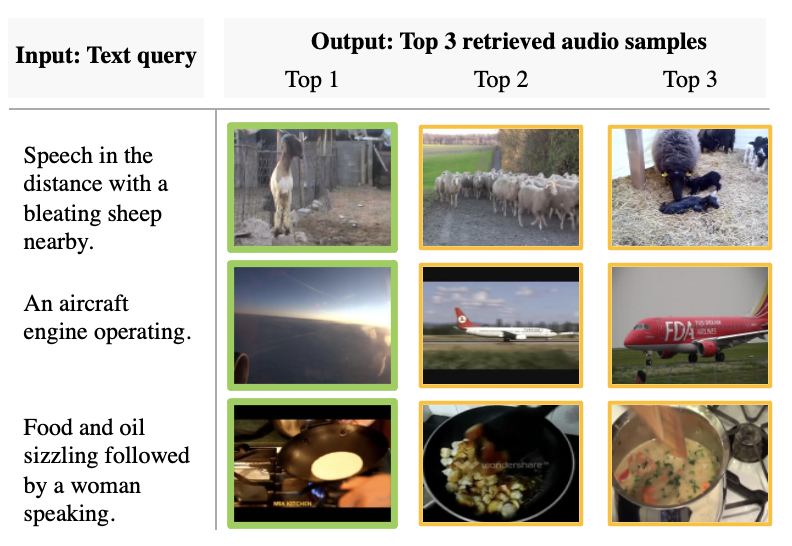 Input: Text query
Output: Top 3 retrieved audio samples
Top 1
Top 2
Top 3
Speech in the
distance with a
bleating sheep
nearby.
An aircraft
engine operating.
FDA
Food and oil
sizzling followed
by a woman
speaking.
KITCHEN
wondershare